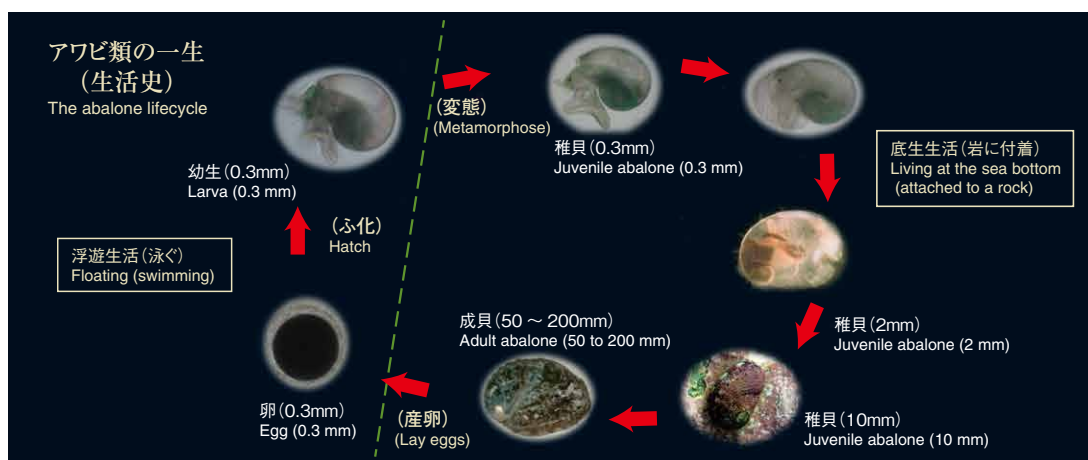 アワビ類の一生
（生活史）
The abalone lifecycle
幼生（0.3mm）
Larva (0.3 mm)
（変態）
(Metamorphose)
稚貝（0.3mm）
Juvenile abalone (0.3 mm)
底生生活（岩に付着）
Living at the sea bottom
(attached to a rock)
浮遊生活（泳ぐ）
Floating (swimming)
（ふ化）
Hatch
稚貝（2mm）
Juvenile abalone (2 mm)
成貝（50 ～ 200mm）
Adult abalone (50 to 200 mm)
卵（0.3mm）
Egg (0.3 mm)
（産卵）
(Lay eggs)
稚貝（10mm）
Juvenile abalone (10 mm)